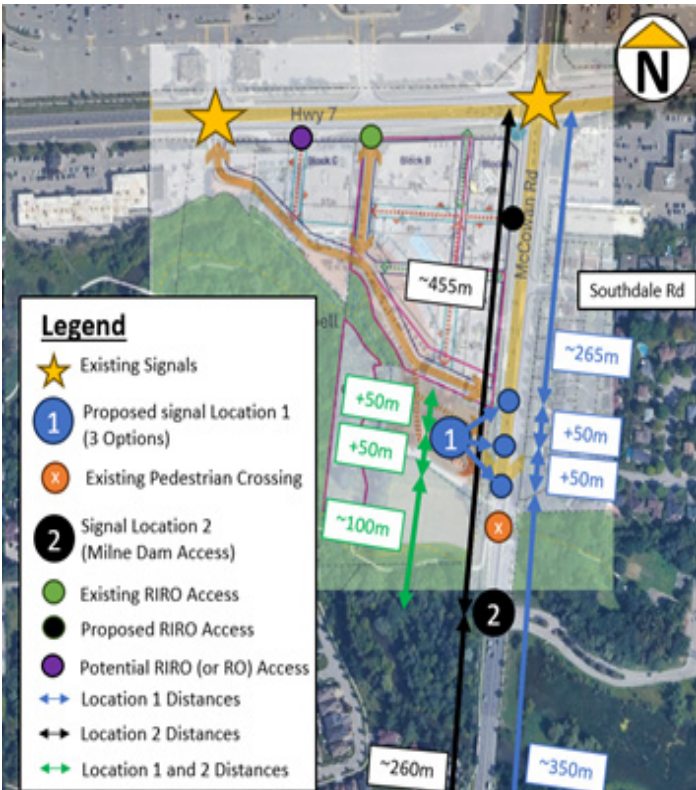 N
Hwy 7
Block C
Block B
McCowan Rd
~455m
Southdale Rd
~265m
+50m
+50m
+50m
+50m
~100m
1
x
2
~260m
~350m
ell
Legend
Existing Signals
1
Proposed signal Location 1
(3 Options)
x
Existing Pedestrian Crossing
2
Signal Location 2
(Milne Dam Access)
Existing RIRO Access
Proposed RIRO Access
Potential RIRO (or RO) Access
Location 1 Distances
Location 2 Distances
Location 1 and 2 Distances